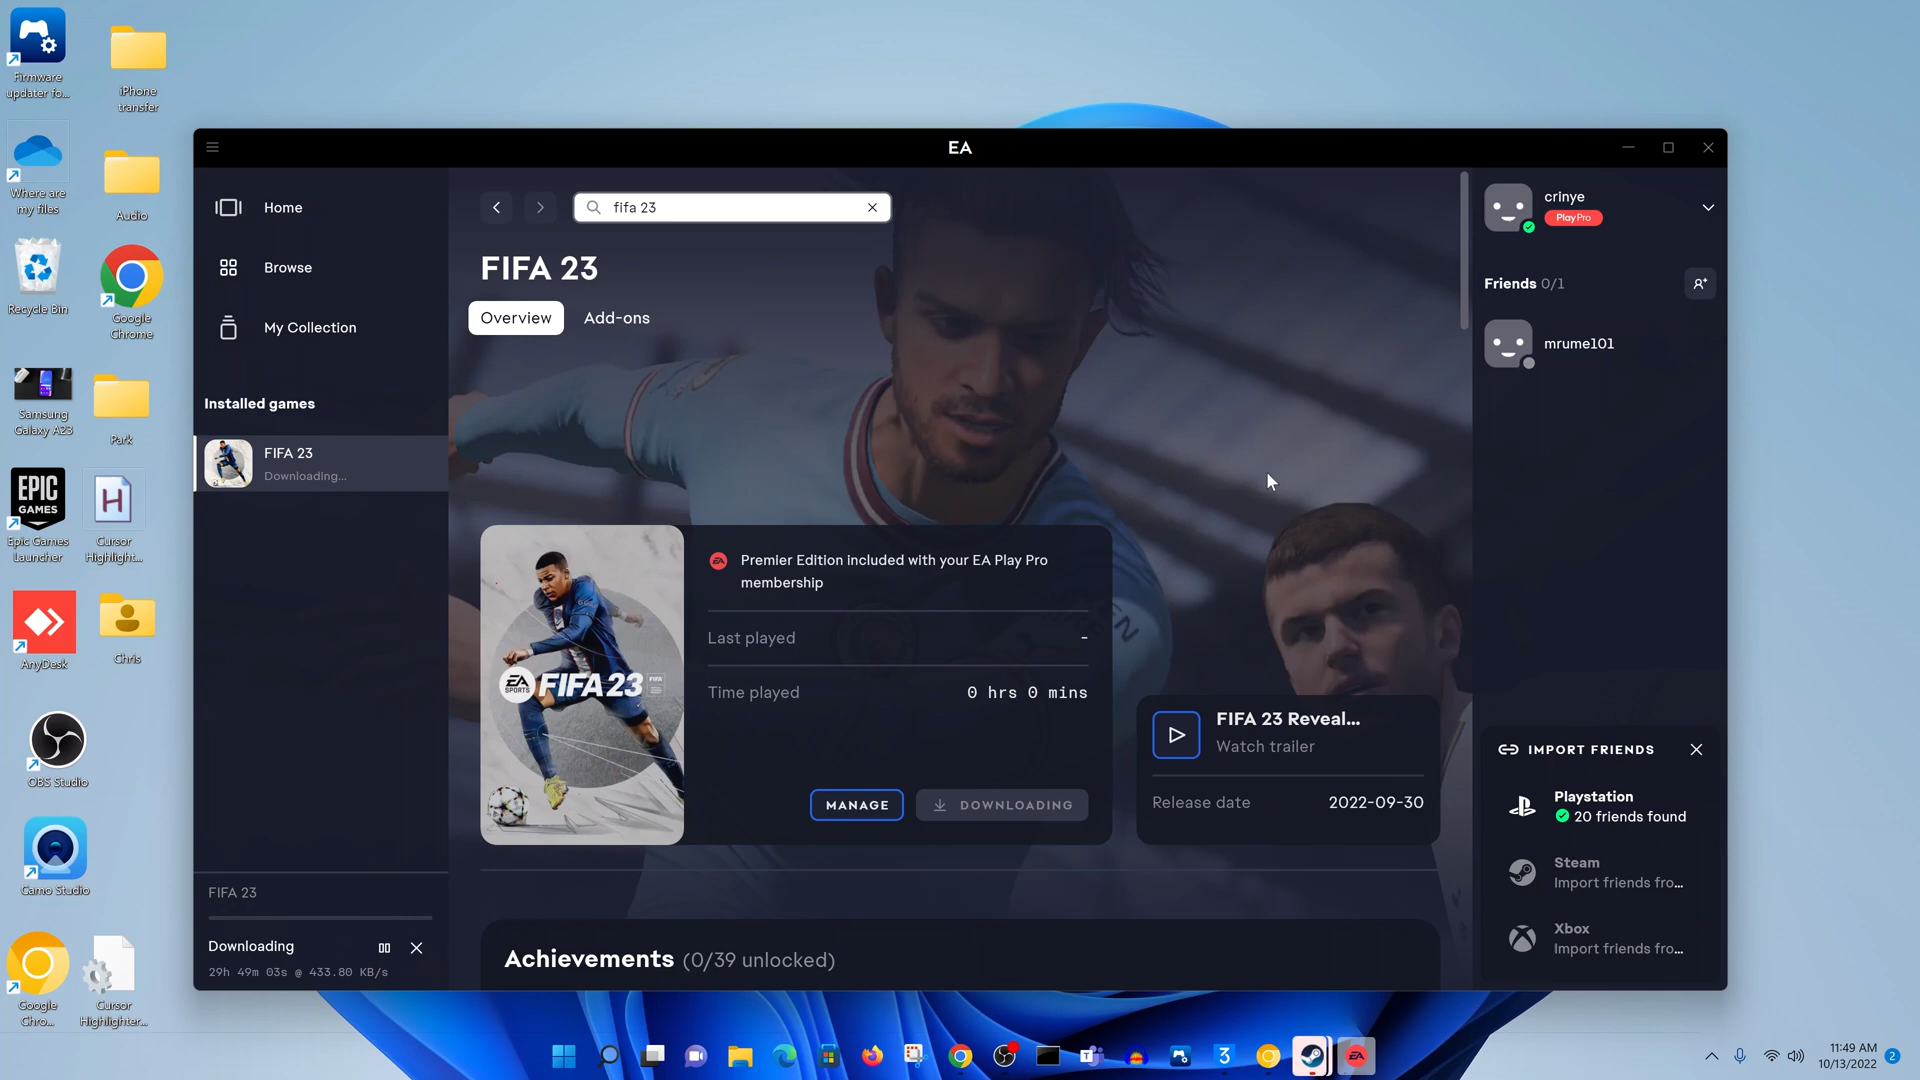 Firmware
updater fo...
iPhone
transfer
Where are
my files
Audio
Recycle Bin
Google
Chrome
Samsung
Galaxy A23
Park
EPIC
GAMES
Epic Games
Launcher
H
Cursor
Highlight...
AnyDesk
Chris
OBS Studio
Camo Studio
Google
Chro...
Cursor
Highlighter...
EA
Home
Browse
My Collection
Installed games
FIFA 23
Downloading...
FIFA 23
Downloading
29h 49m 03s @ 433.80 KB/s
fifa 23
FIFA 23
Overview
Add-ons
EA
SPORTS
FIFA 23
FIFA
EA
Premier Edition included with your EA Play Pro
membership
Last played
-
Time played
0 hrs 0 mins
MANAGE
DOWNLOADING
FIFA 23 Reveal...
Watch trailer
Release date
2022-09-30
Achievements (0/39 unlocked)
crinye
PlayPro
Friends 0/1
mrume101
IMPORT FRIENDS
Playstation
20 friends found
Steam
Import friends fro...
Xbox
Import friends fro...
T
3
EA
11:49 AM
10/13/2022
2